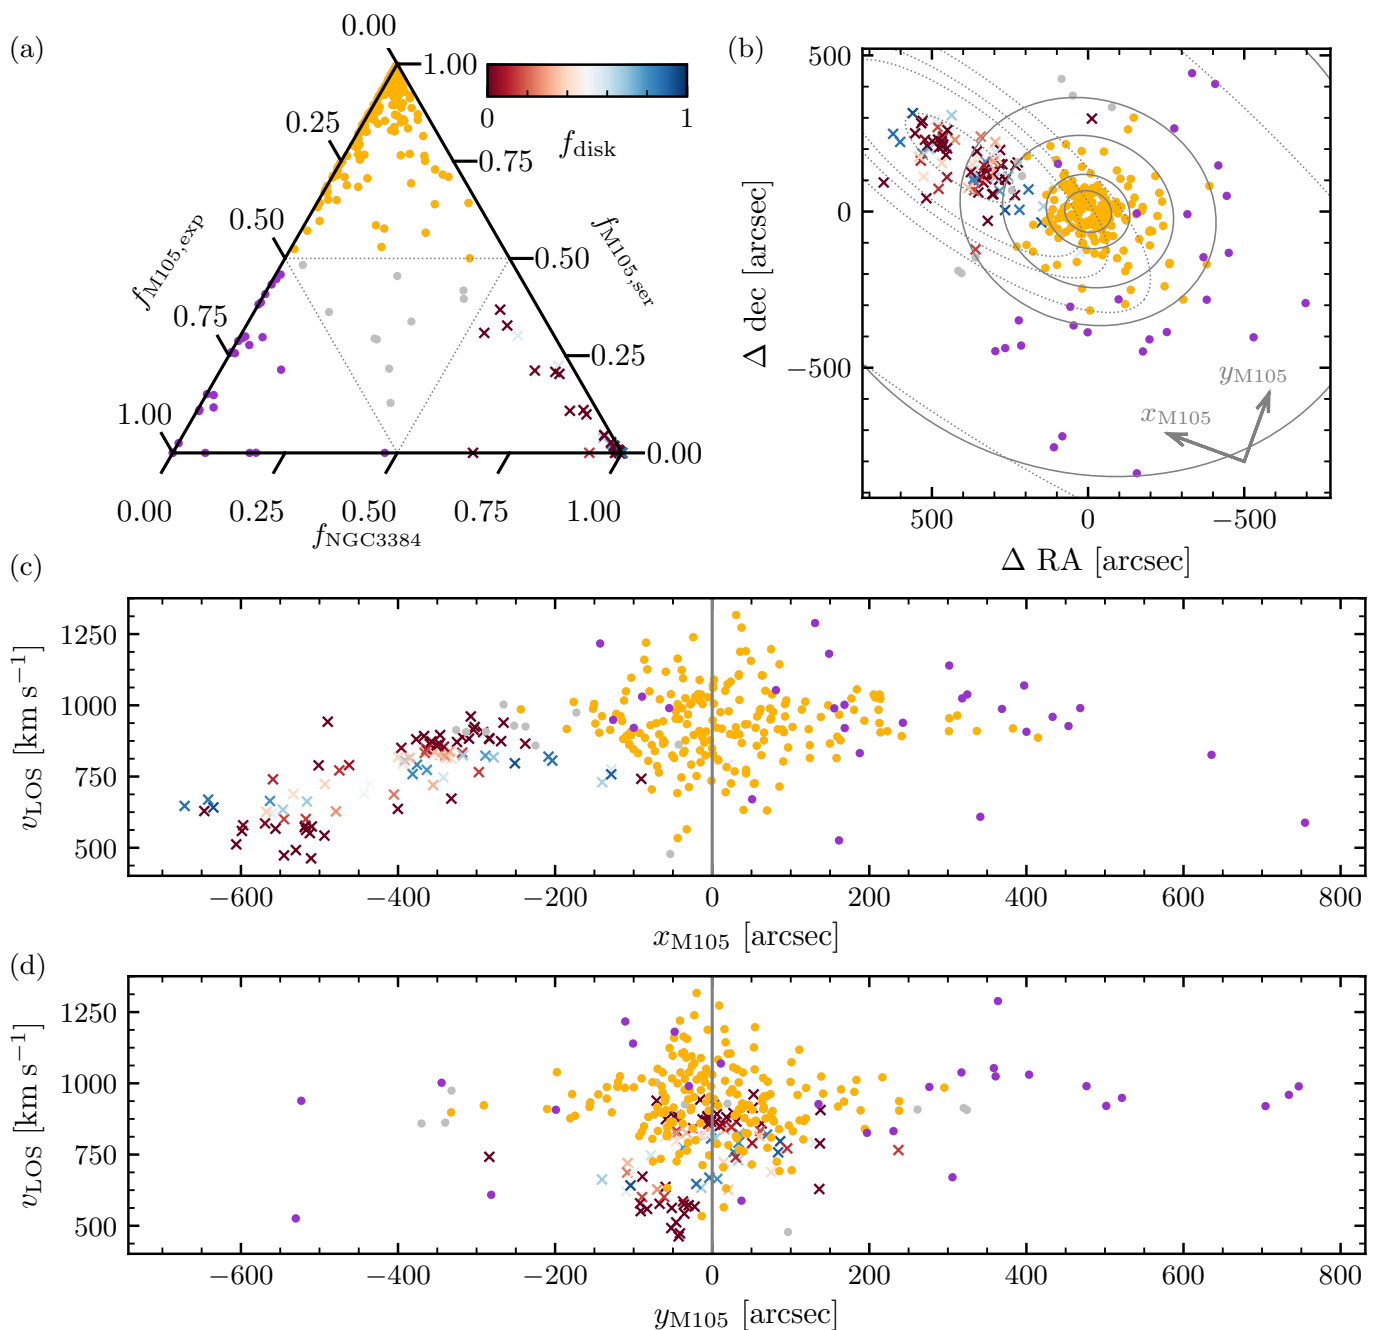 (a)
0.00
1.00
0.25
0.75
0.50
0.50
0.75
0.25
1.00
0.00
0.00
0.25
0.50
0.75
1.00
f_M105,exp
f_M105,ser
f_NGC3384
0
1
f_disk
(b)
500
0
−500
Δ dec [arcsec]
500
0
−500
Δ RA [arcsec]
y_M105
x_M105
(c)
1250
1000
750
500
v_LOS [km s⁻¹]
−600
−400
−200
0
200
400
600
800
x_M105 [arcsec]
(d)
1250
1000
750
500
v_LOS [km s⁻¹]
−600
−400
−200
0
200
400
600
800
y_M105 [arcsec]